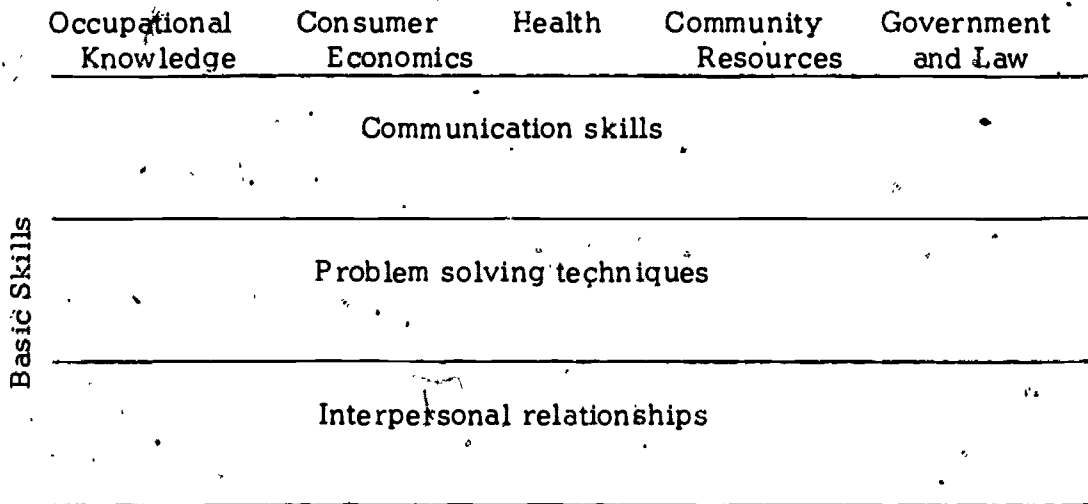 Occupational Consumer Health Community Government
Knowledge Economics Resources and Law
Communication skills
Basic Skills
Problem solving techniques
Interpersonal relationships